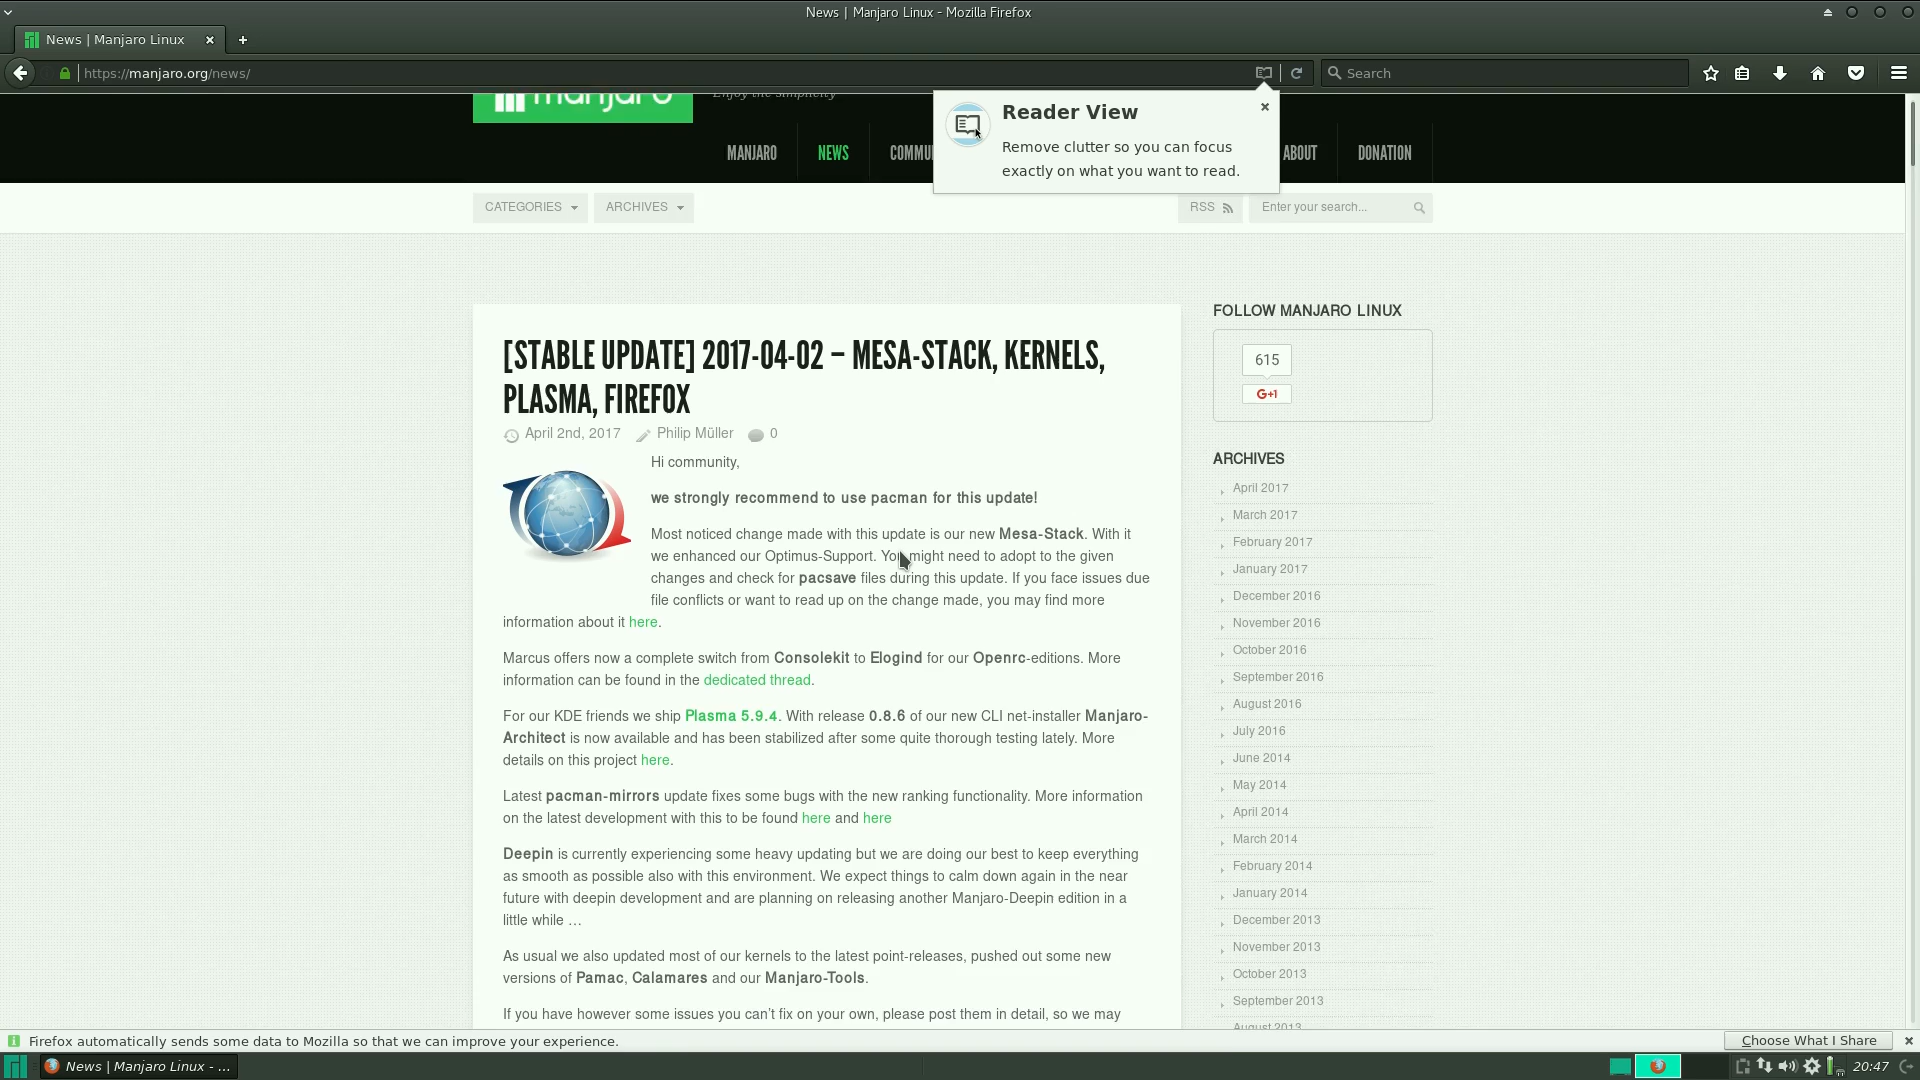 News | Manjaro Linux - Mozilla Firefox
News | Manjaro Linux
https://manjaro.org/news/
Search
manjaro
Enjoy the simplicity
Reader View
Remove clutter so you can focus
exactly on what you want to read.
MANJARO
NEWS
COMMU
ABOUT
DONATION
CATEGORIES
ARCHIVES
RSS
Enter your search...
[STABLE UPDATE] 2017-04-02 – MESA-STACK, KERNELS,
PLASMA, FIREFOX
April 2nd, 2017 Philip Müller 0
Hi community,
we strongly recommend to use pacman for this update!
Most noticed change made with this update is our new Mesa-Stack. With it
we enhanced our Optimus-Support. You might need to adopt to the given
changes and check for pacsave files during this update. If you face issues due
file conflicts or want to read up on the change made, you may find more
information about it here.
Marcus offers now a complete switch from Consolekit to Elogind for our Openrc-editions. More
information can be found in the dedicated thread.
For our KDE friends we ship Plasma 5.9.4. With release 0.8.6 of our new CLI net-installer Manjaro-
Architect is now available and has been stabilized after some quite thorough testing lately. More
details on this project here.
Latest pacman-mirrors update fixes some bugs with the new ranking functionality. More information
on the latest development with this to be found here and here
Deepin is currently experiencing some heavy updating but we are doing our best to keep everything
as smooth as possible also with this environment. We expect things to calm down again in the near
future with deepin development and are planning on releasing another Manjaro-Deepin edition in a
little while …
As usual we also updated most of our kernels to the latest point-releases, pushed out some new
versions of Pamac, Calamares and our Manjaro-Tools.
If you have however some issues you can't fix on your own, please post them in detail, so we may
FOLLOW MANJARO LINUX
615
G+1
ARCHIVES
April 2017
March 2017
February 2017
January 2017
December 2016
November 2016
October 2016
September 2016
August 2016
July 2016
June 2014
May 2014
April 2014
March 2014
February 2014
January 2014
December 2013
November 2013
October 2013
September 2013
August 2013
Firefox automatically sends some data to Mozilla so that we can improve your experience.
Choose What I Share
News | Manjaro Linux - ...
20:47